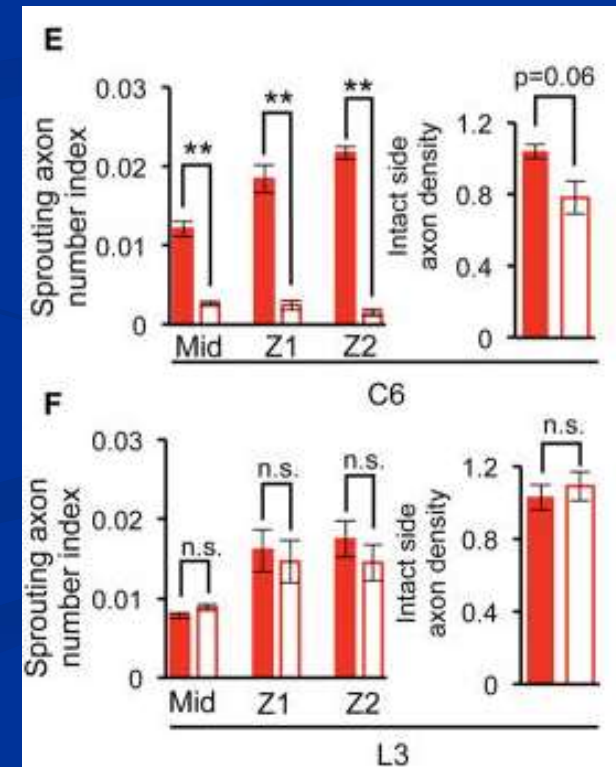 E
Sprouting axon
number index
0.03
0.02
0.01
0
**
**
**
Mid Z1 Z2
Intact side
axon density
p=0.06
1.2
0.8
0.4
0
C6
F
Sprouting axon
number index
0.03
0.02
0.01
0
n.s.
n.s.
n.s.
Mid Z1 Z2
Intact side
axon density
n.s.
1.2
0.8
0.4
0
L3